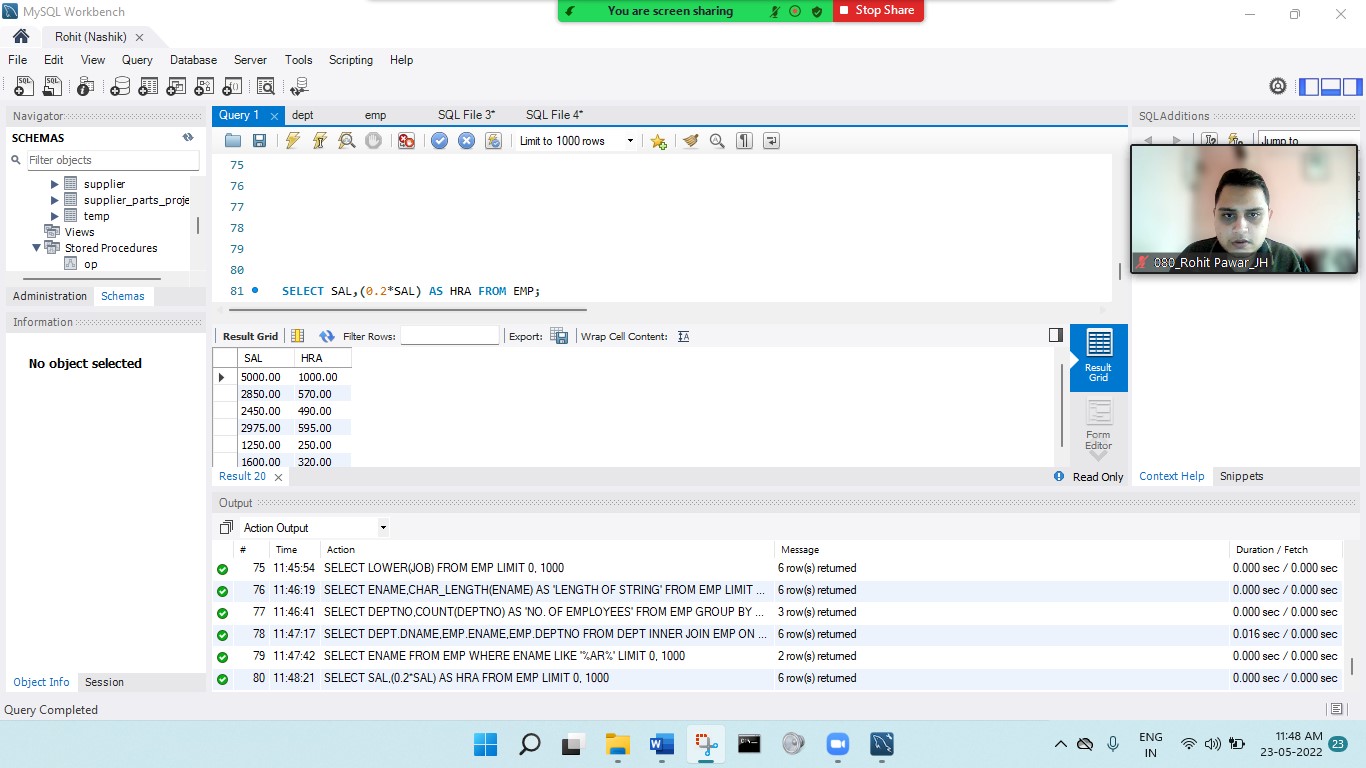 MySQL Workbench
You are screen sharing
Stop Share
Rohit (Nashik)
File Edit View Query Database Server Tools Scripting Help
Navigator
SCHEMAS
Filter objects
supplier
supplier_parts_proje
temp
Views
Stored Procedures
op
Administration Schemas
Information
No object selected
Object Info Session
Query 1 dept emp SQL File 3* SQL File 4*
Limit to 1000 rows
75
76
77
78
79
80
81 SELECT SAL,(0.2*SAL) AS HRA FROM EMP;
Result Grid Filter Rows: Export: Wrap Cell Content:
SAL HRA
5000.00 1000.00
2850.00 570.00
2450.00 490.00
2975.00 595.00
1250.00 250.00
1600.00 320.00
Result Grid
Form Editor
Result 20
Read Only
SQLAdditions
Jump to
080_Rohit Pawar_JH
Context Help Snippets
Output
Action Output
# Time Action Message Duration / Fetch
75 11:45:54 SELECT LOWER(JOB) FROM EMP LIMIT 0, 1000 6 row(s) returned 0.000 sec / 0.000 sec
76 11:46:19 SELECT ENAME,CHAR_LENGTH(ENAME) AS 'LENGTH OF STRING' FROM EMP LIMIT ... 6 row(s) returned 0.000 sec / 0.000 sec
77 11:46:41 SELECT DEPTNO,COUNT(DEPTNO) AS 'NO. OF EMPLOYEES' FROM EMP GROUP BY ... 3 row(s) returned 0.000 sec / 0.000 sec
78 11:47:17 SELECT DEPT.DNAME,EMP.ENAME,EMP.DEPTNO FROM DEPT INNER JOIN EMP ON ... 6 row(s) returned 0.016 sec / 0.000 sec
79 11:47:42 SELECT ENAME FROM EMP WHERE ENAME LIKE '%AR%' LIMIT 0, 1000 2 row(s) returned 0.000 sec / 0.000 sec
80 11:48:21 SELECT SAL,(0.2*SAL) AS HRA FROM EMP LIMIT 0, 1000 6 row(s) returned 0.000 sec / 0.000 sec
Query Completed
ENG
IN
11:48 AM
23-05-2022
23